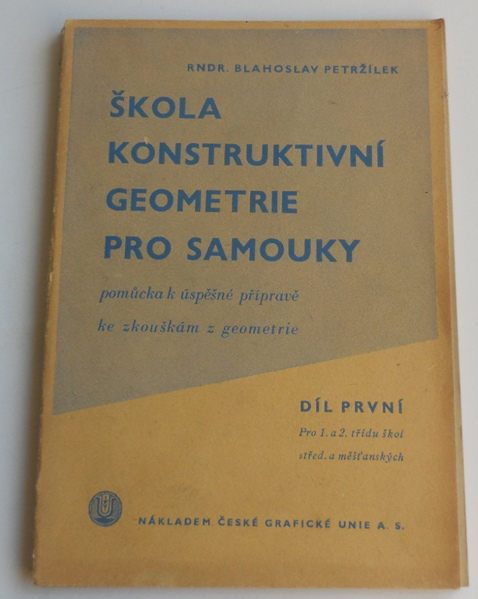 RNDR. BLAHOSLAV PETRŽÍLEK
ŠKOLA
KONSTRUKTIVNÍ
GEOMETRIE
PRO SAMOUKY
pomůcka k úspěšné přípravě
ke zkouškám z geometrie
DÍL PRVNÍ
Pro 1. a 2. třídu škol
střed. a měšťanských
NÁKLADEM ČESKÉ GRAFICKÉ UNIE A. S.